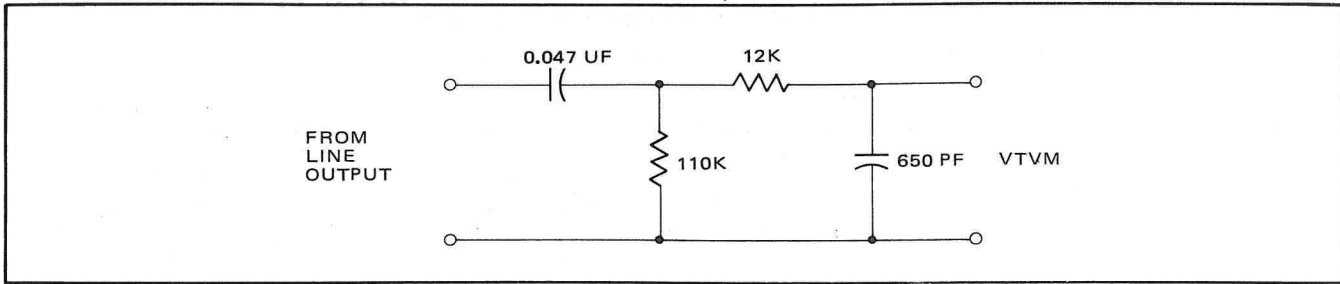 0.047 UF
12K
FROM
LINE
OUTPUT
110K
650 PF
VTVM